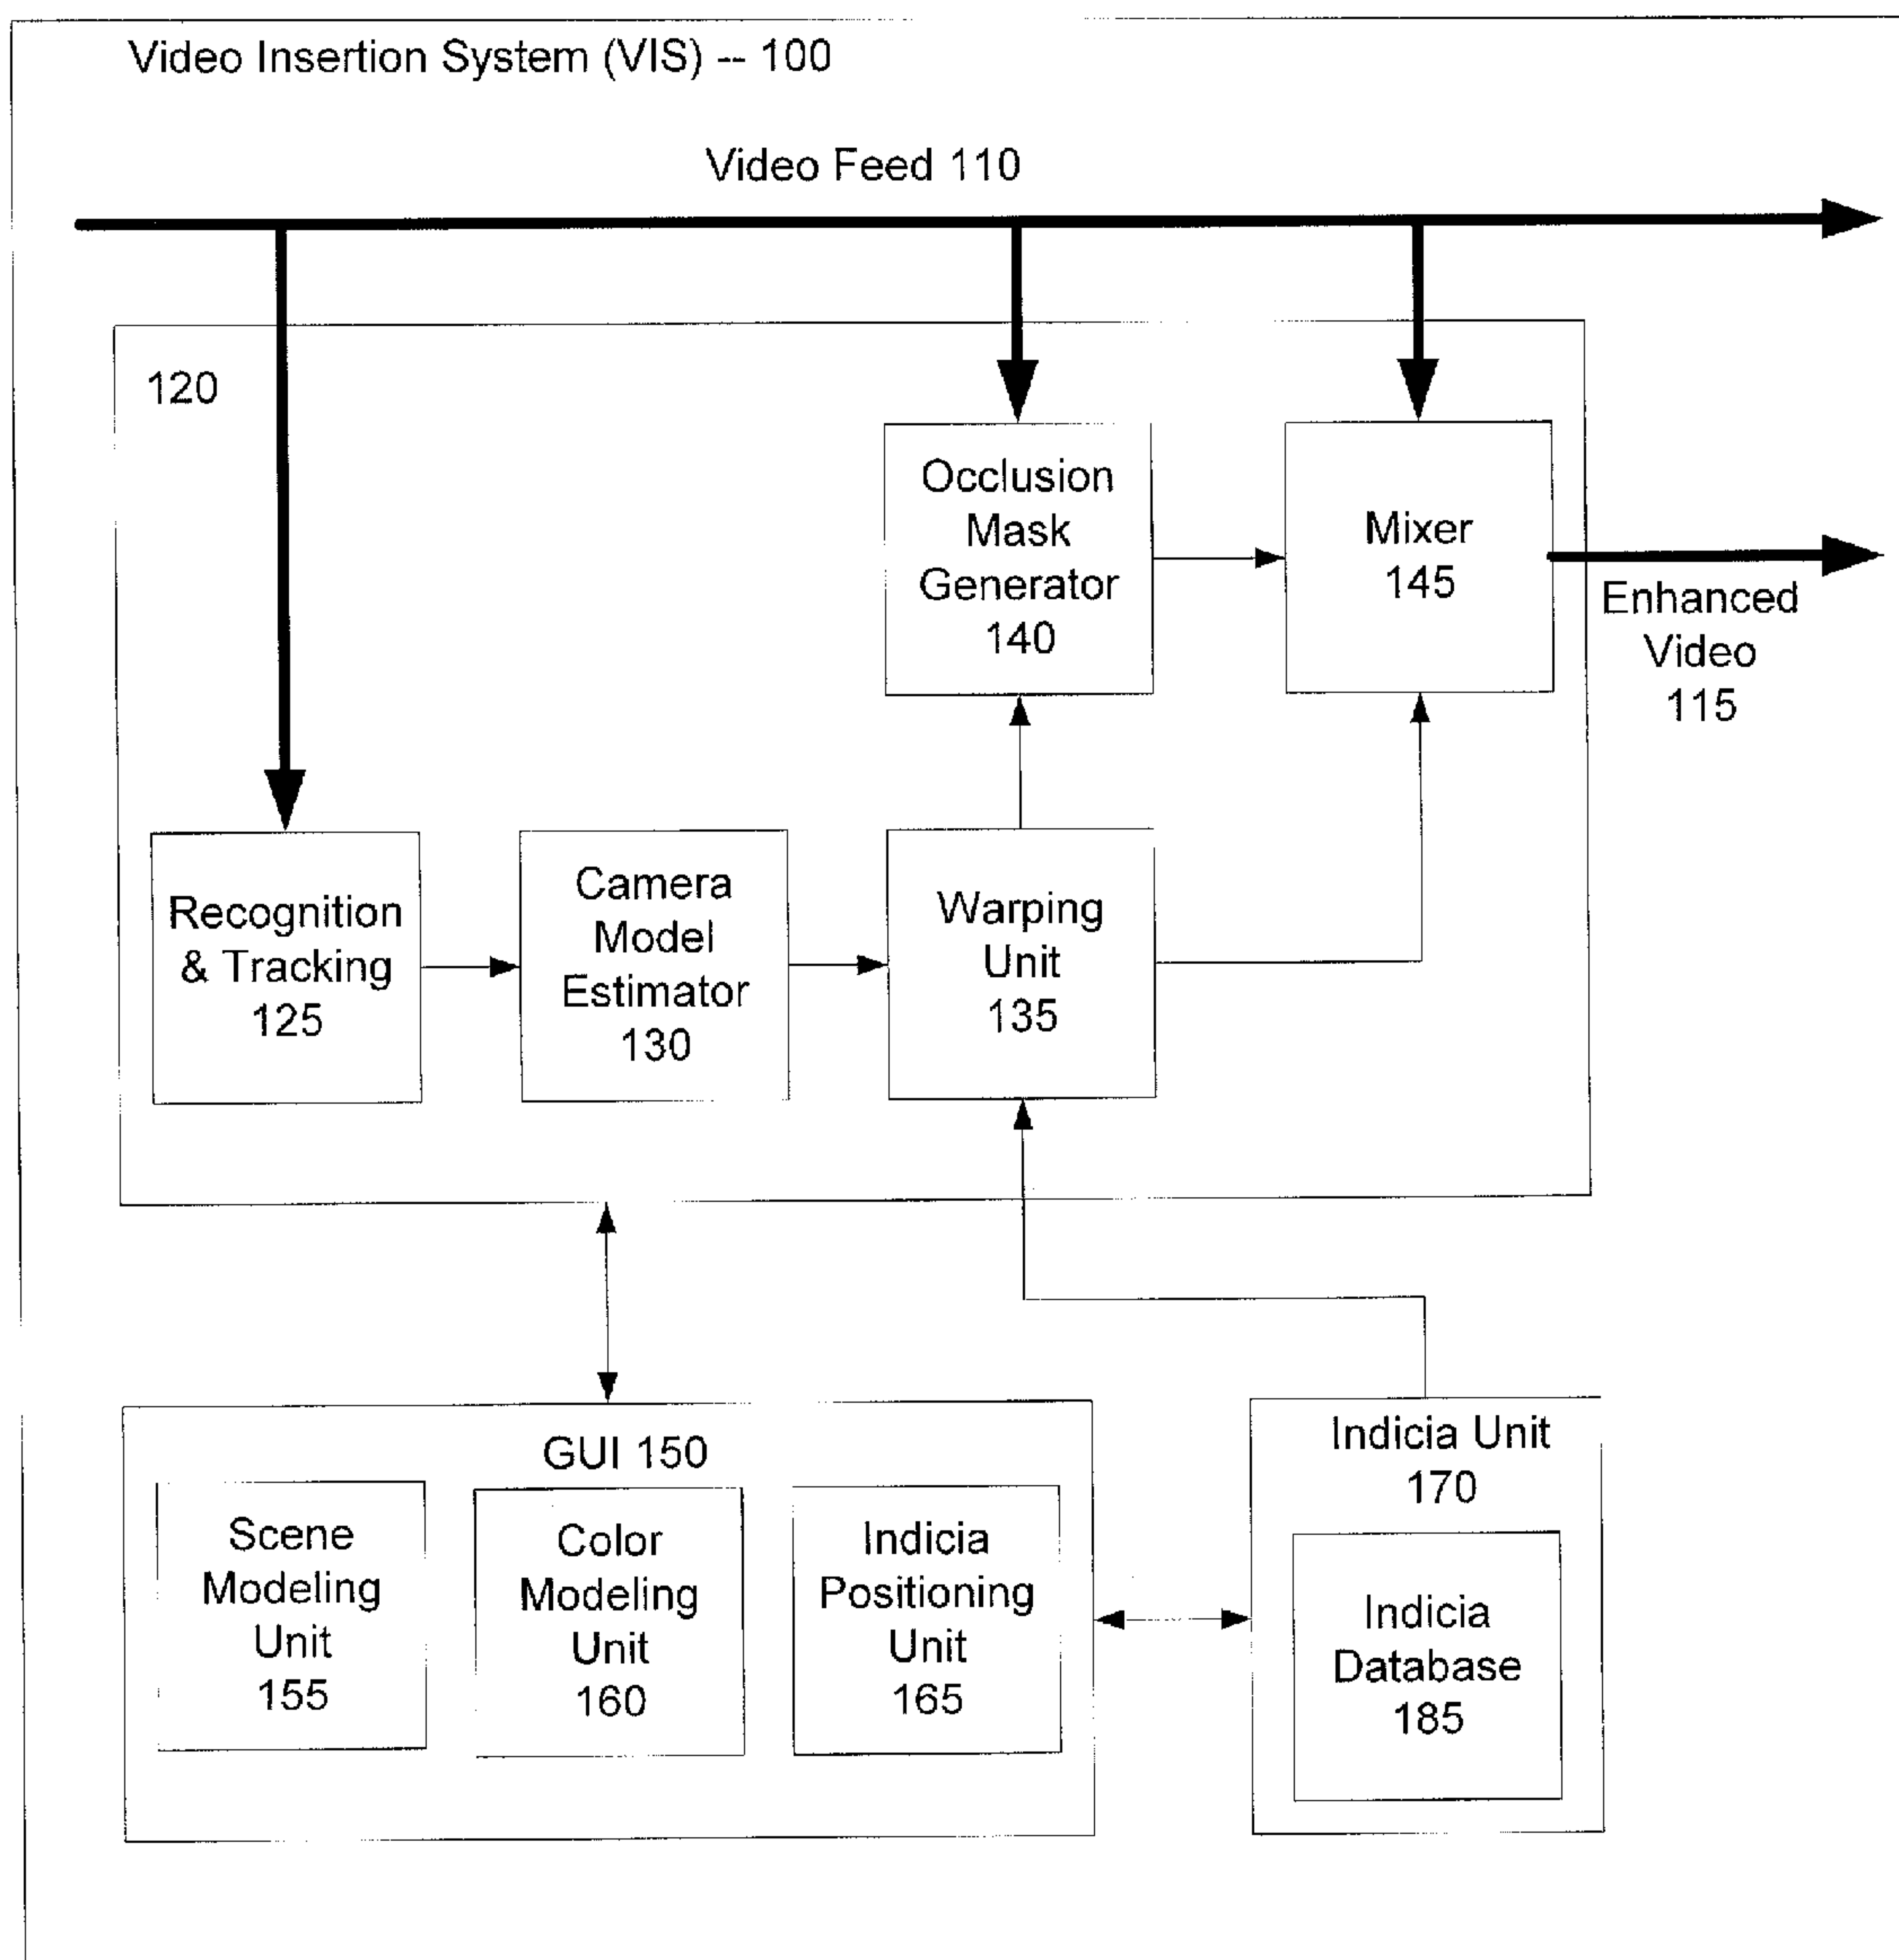 Video Insertion System (VIS) -- 100
Video Feed 110
120
Occlusion
Mask
Generator
140
Mixer
145
Enhanced
Video
115
Recognition
& Tracking
125
Camera
Model
Estimator
130
Warping
Unit
135
GUI 150
Scene
Modeling
Unit
155
Color
Modeling
Unit
160
Indicia
Positioning
Unit
165
Indicia Unit
170
Indicia
Database
185